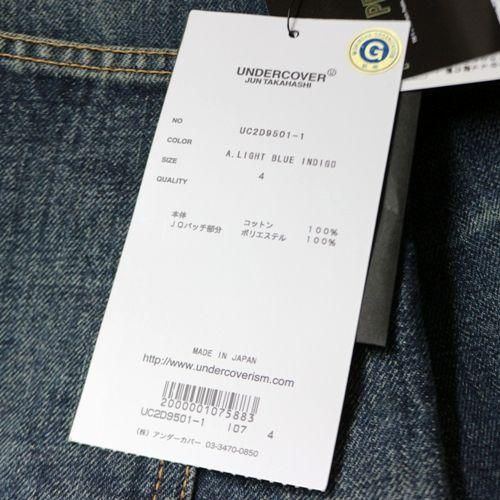 UNDERCOVER
JUN TAKAHASHI
NO UC2D9501-1
COLOR A.LIGHT BLUE INDIGO
SIZE 4
QUALITY
本体 コットン 100%
JQパッチ部分 ポリエステル 100%
MADE IN JAPAN
http://www.undercoverism.com
2000001075883
UC2D9501-1 I07 4
(株) アンダーカバー 03-3470-0850
G